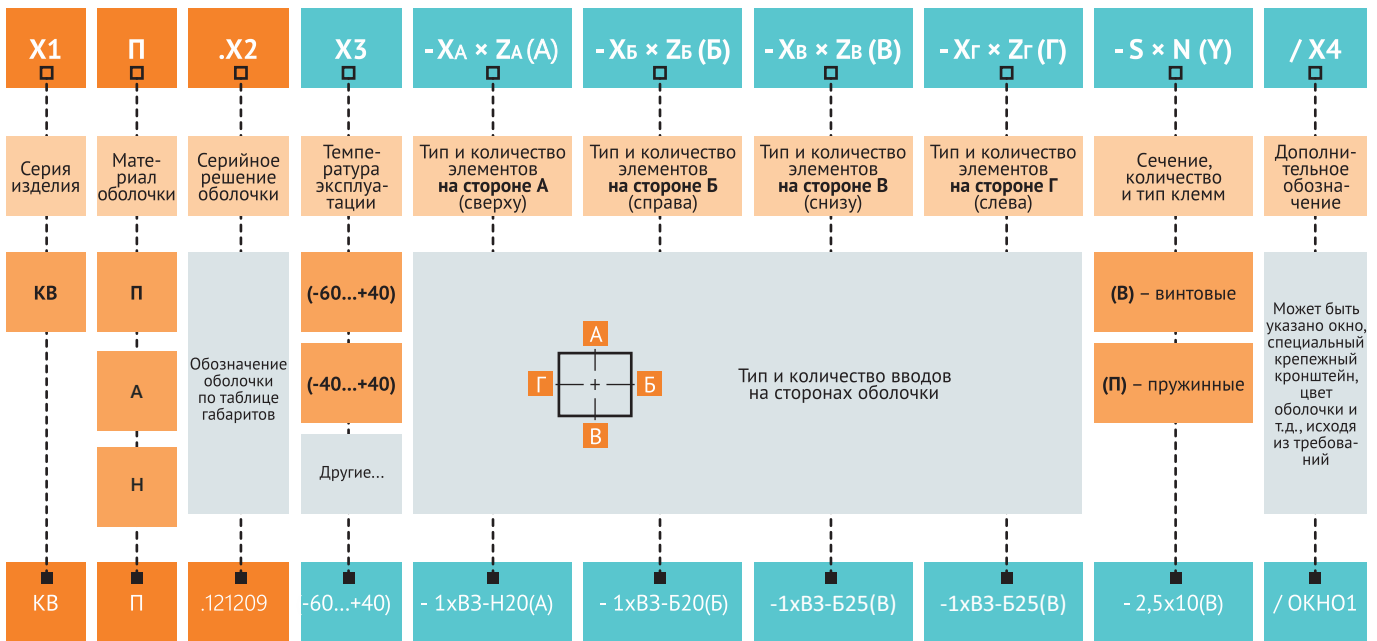 X1
П
.X2
X3
- XА × ZА (А)
- XБ × ZБ (Б)
- XВ × ZВ (В)
- XГ × ZГ (Г)
- S × N (Y)
/ X4
Серия
изделия
Мате-
риал
оболочки
Серийное
решение
оболочки
Темпе-
ратура
эксплуа-
тации
Тип и количество
элементов
на стороне А
(сверху)
Тип и количество
элементов
на стороне Б
(справа)
Тип и количество
элементов
на стороне В
(снизу)
Тип и количество
элементов
на стороне Г
(слева)
Сечение,
количество
и тип клемм
Дополни-
тельное
обозна-
чение
КВ
П
А
Н
Обозначение
оболочки
по таблице
габаритов
(-60...+40)
(-40...+40)
Другие...
А
Г
Б
В
Тип и количество вводов
на сторонах оболочки
(В) – винтовые
(П) – пружинные
Может быть
указано окно,
специальный
крепежный
кронштейн,
цвет
оболочки и
т.д., исходя
из требова-
ний
КВ
П
.121209
-60...+40)
- 1хВЗ-Н20(А)
- 1хВЗ-Б20(Б)
-1хВЗ-Б25(В)
-1хВЗ-Б25(В)
- 2,5х10(В)
/ ОКНО1